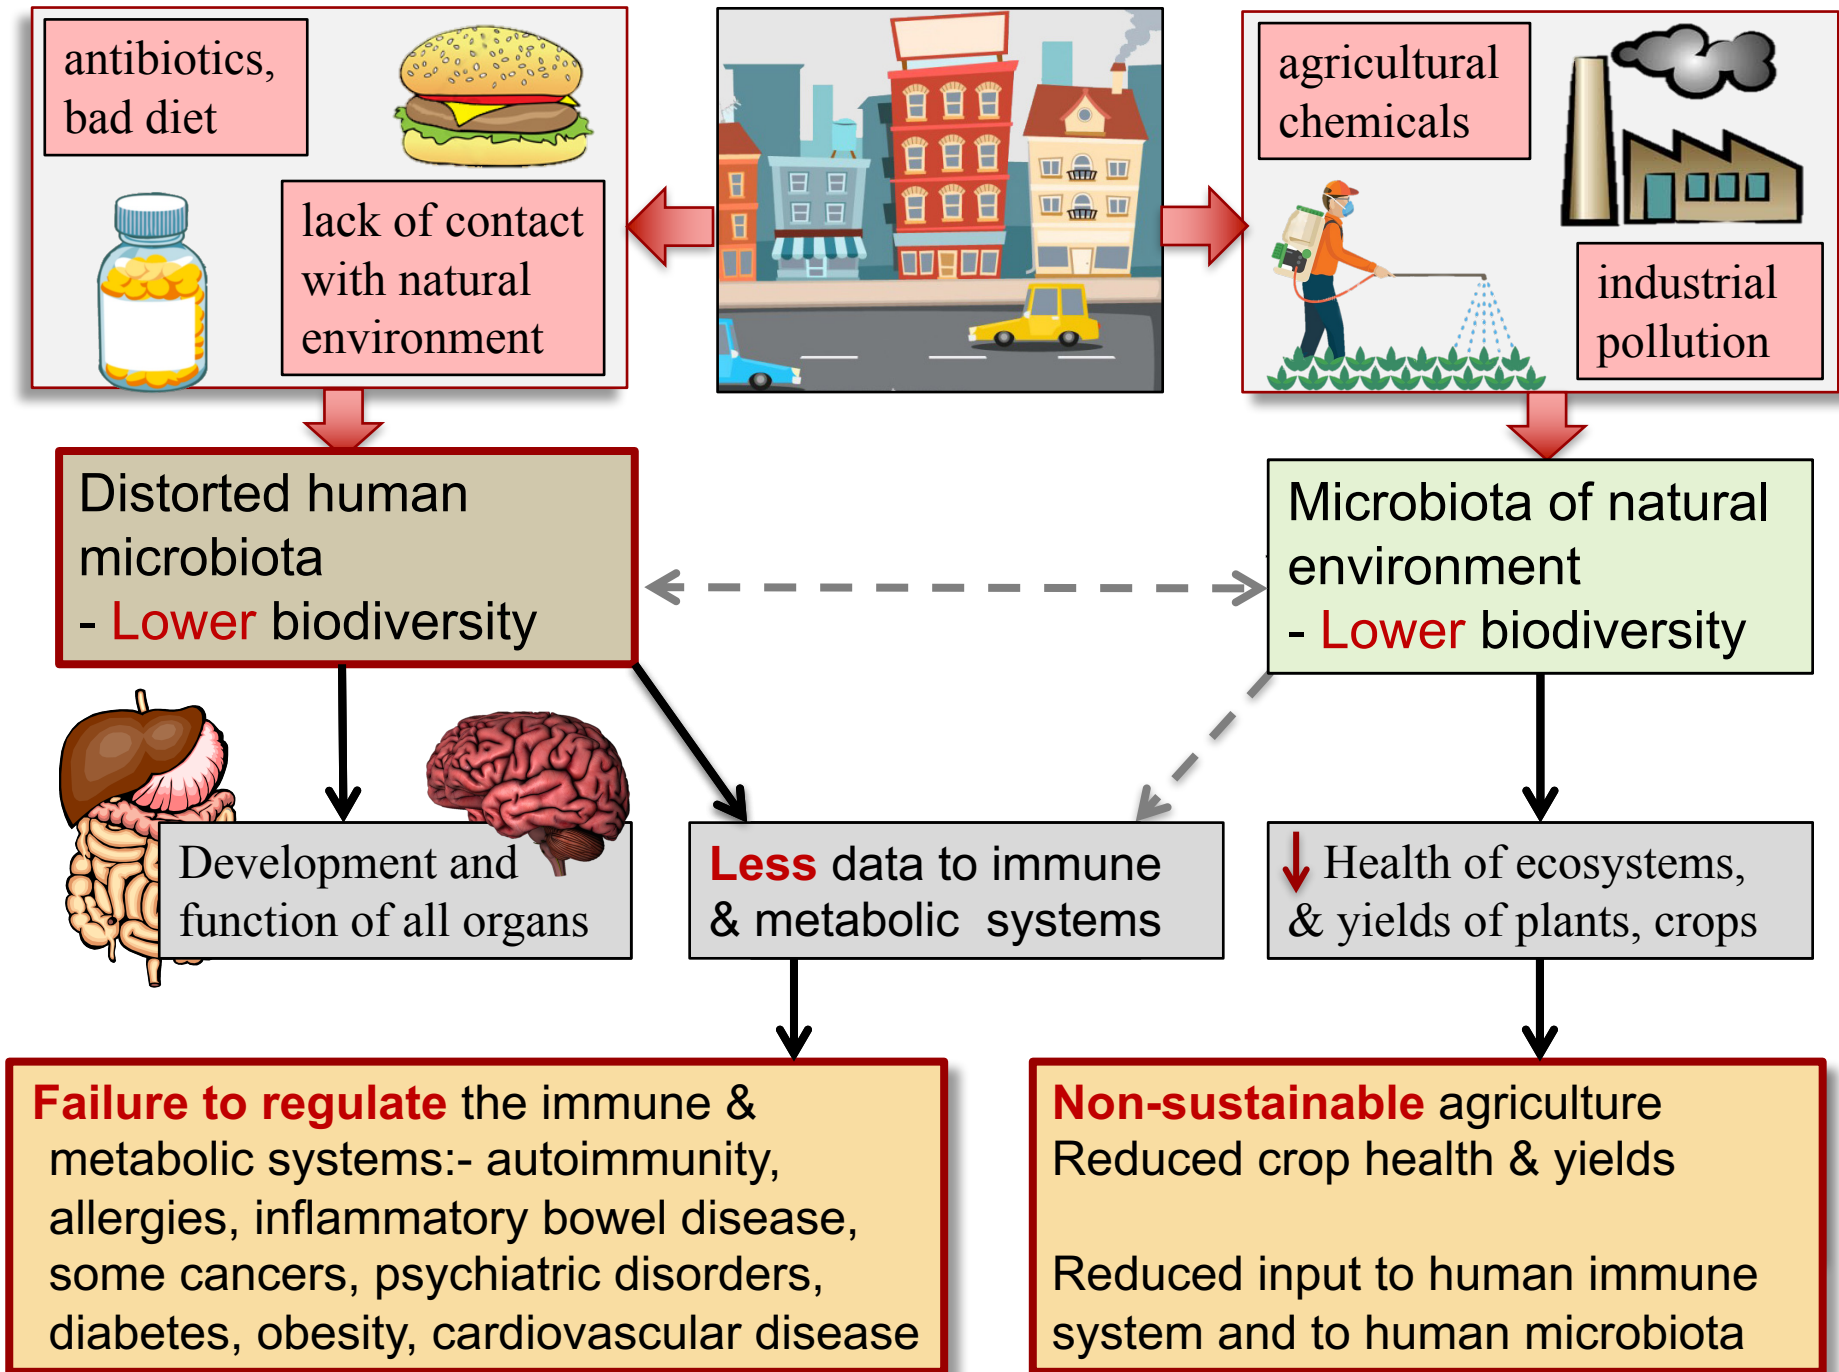 antibiotics,
bad diet
lack of contact
with natural
environment
agricultural
chemicals
industrial
pollution
Distorted human
microbiota
- Lower biodiversity
Microbiota of natural
environment
- Lower biodiversity
Development and
function of all organs
Less data to immune
& metabolic systems
Health of ecosystems,
& yields of plants, crops
Failure to regulate the immune &
metabolic systems:- autoimmunity,
allergies, inflammatory bowel disease,
some cancers, psychiatric disorders,
diabetes, obesity, cardiovascular disease
Non-sustainable agriculture
Reduced crop health & yields
Reduced input to human immune
system and to human microbiota